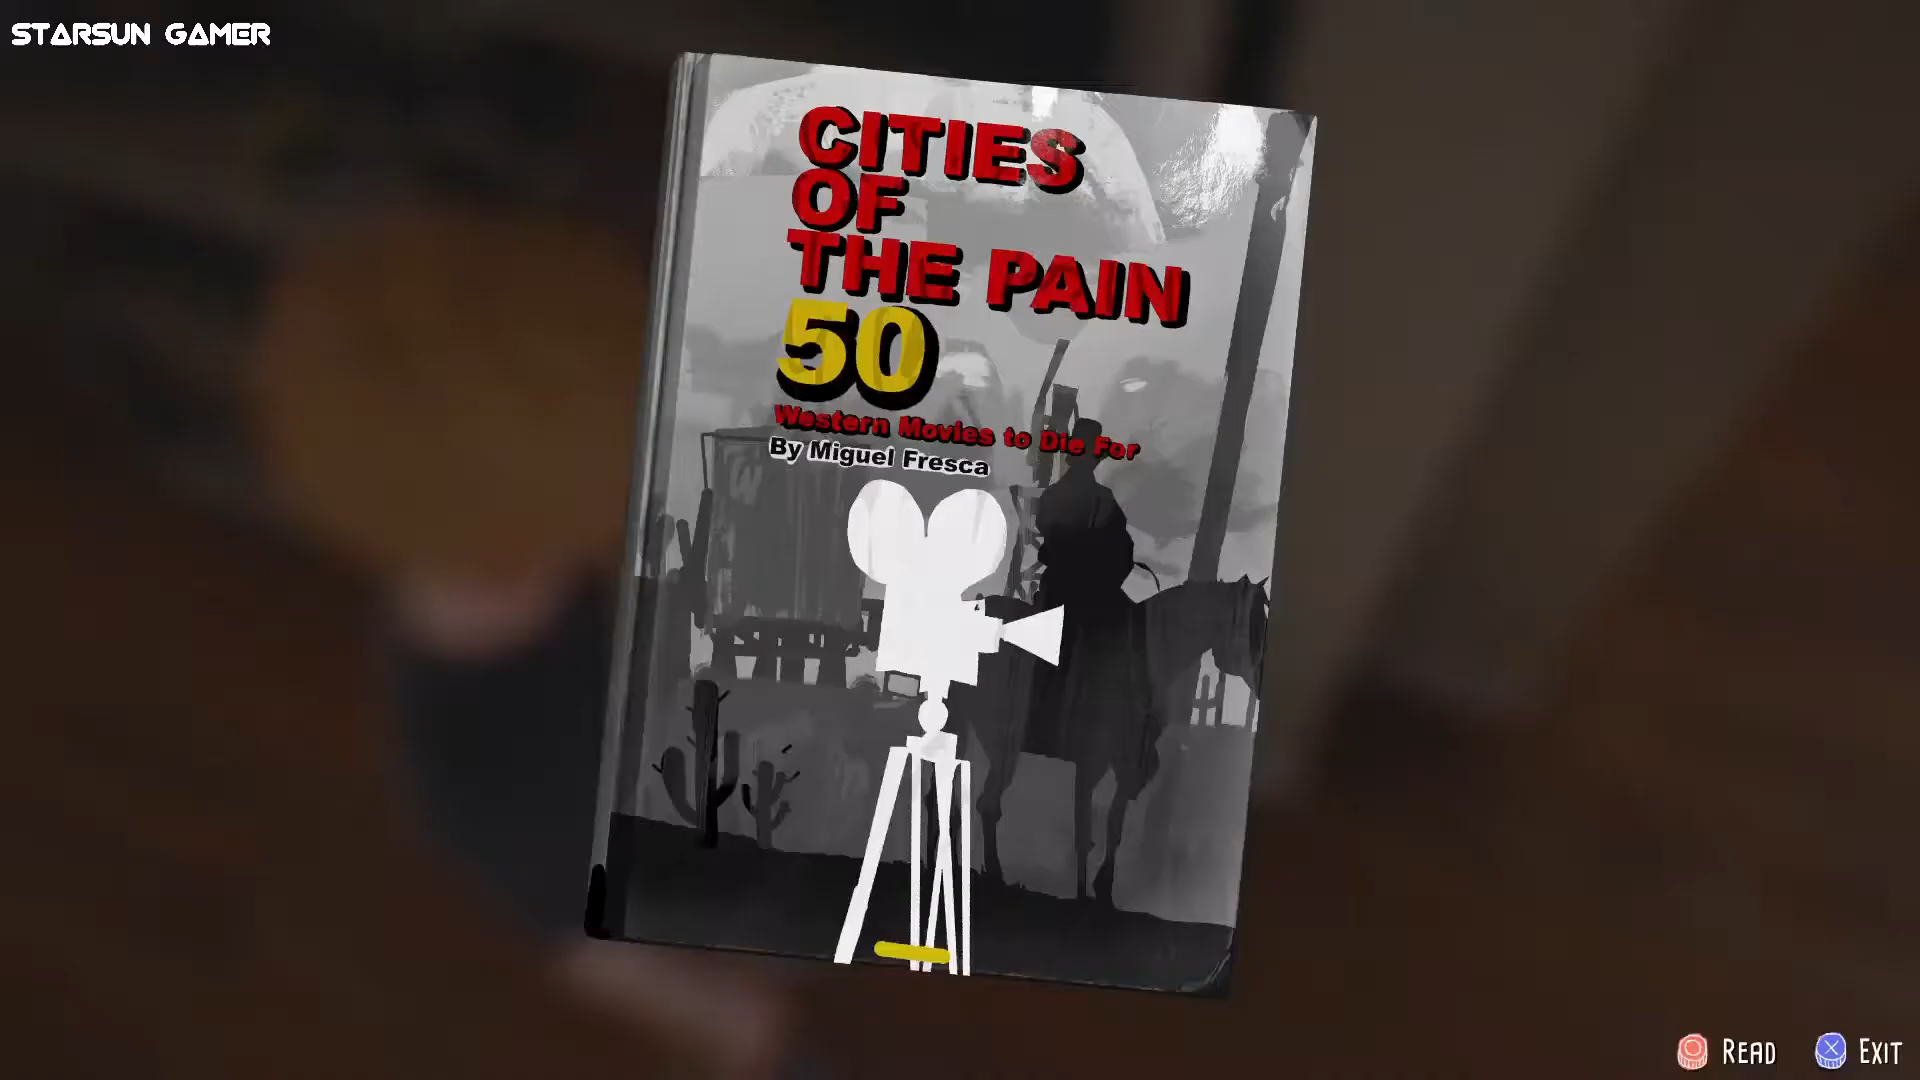 STARSUN GAMER
CITIES
OF
THE PAIN
50
Western Movies to Die For
By Miguel Fresca
READ
EXIT